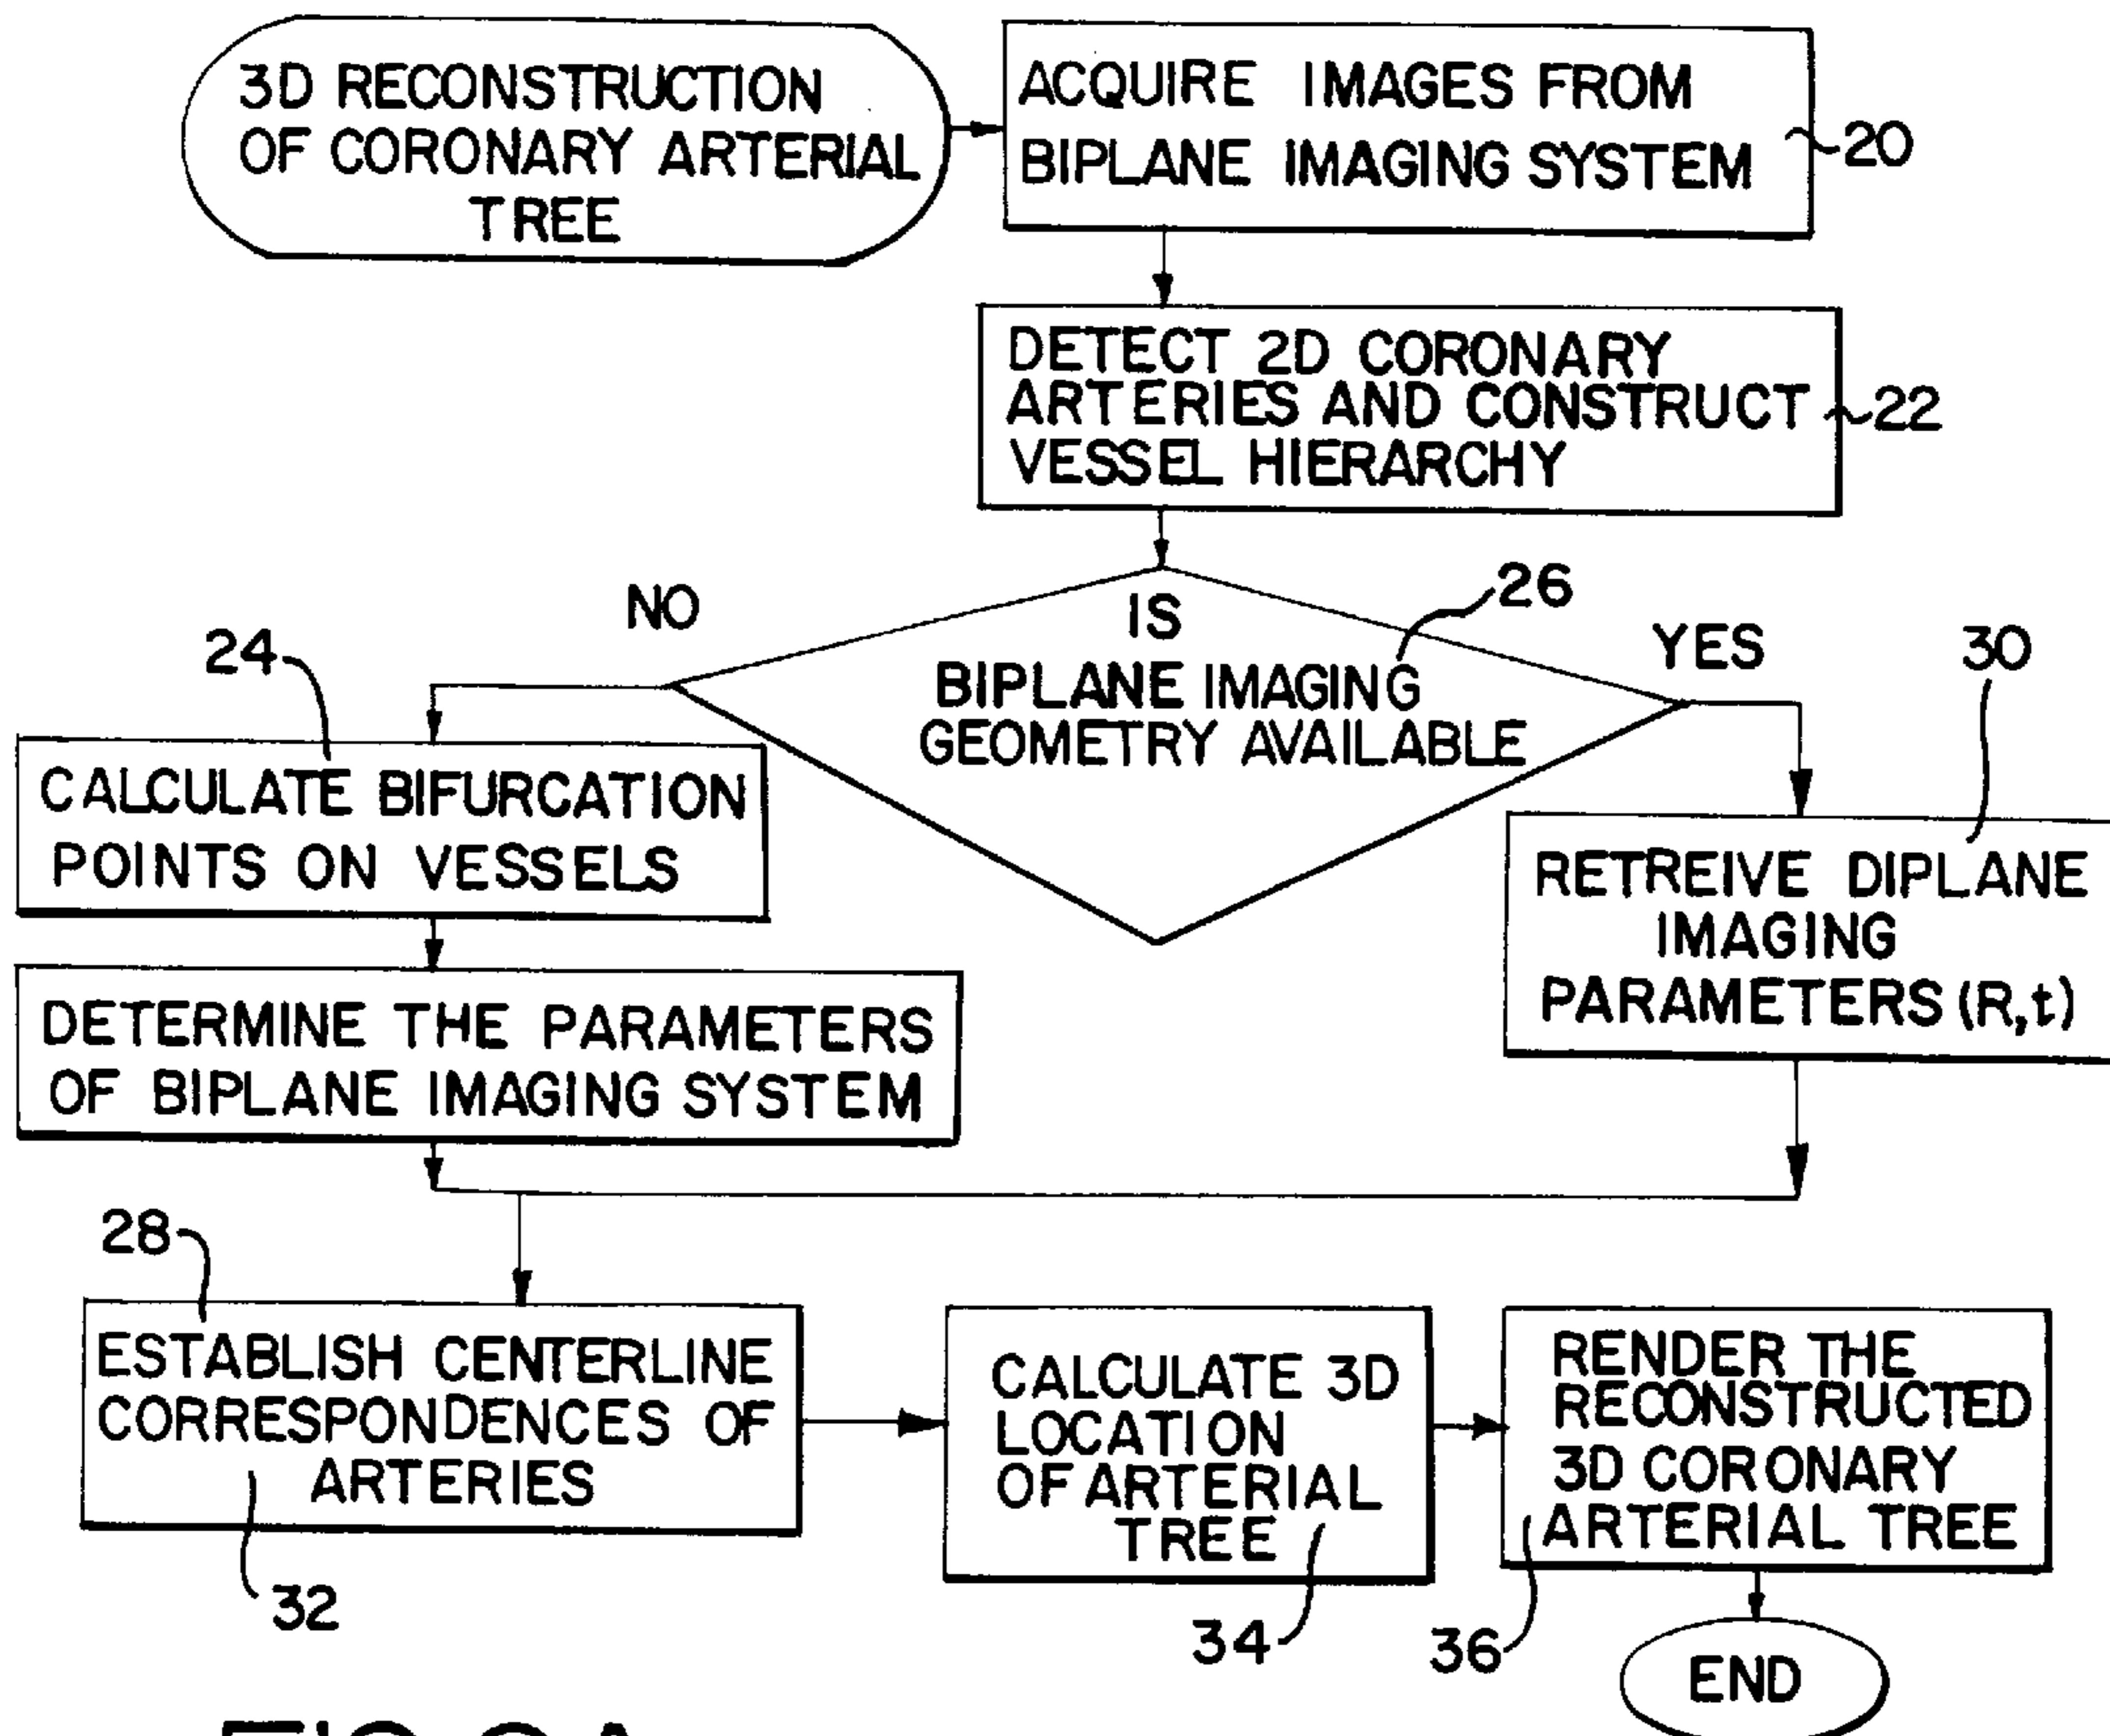 3D RECONSTRUCTION
OF CORONARY ARTERIAL
TREE
ACQUIRE IMAGES FROM
BIPLANE IMAGING SYSTEM
20
DETECT 2D CORONARY
ARTERIES AND CONSTRUCT
VESSEL HIERARCHY
22
NO
IS
BIPLANE IMAGING
GEOMETRY AVAILABLE
26
YES
30
24
CALCULATE BIFURCATION
POINTS ON VESSELS
RETREIVE DIPLANE
IMAGING
PARAMETERS (R,t)
DETERMINE THE PARAMETERS
OF BIPLANE IMAGING SYSTEM
28
ESTABLISH CENTERLINE
CORRESPONDENCES OF
ARTERIES
32
CALCULATE 3D
LOCATION
OF ARTERIAL
TREE
34
RENDER THE
RECONSTRUCTED
3D CORONARY
ARTERIAL TREE
36
END